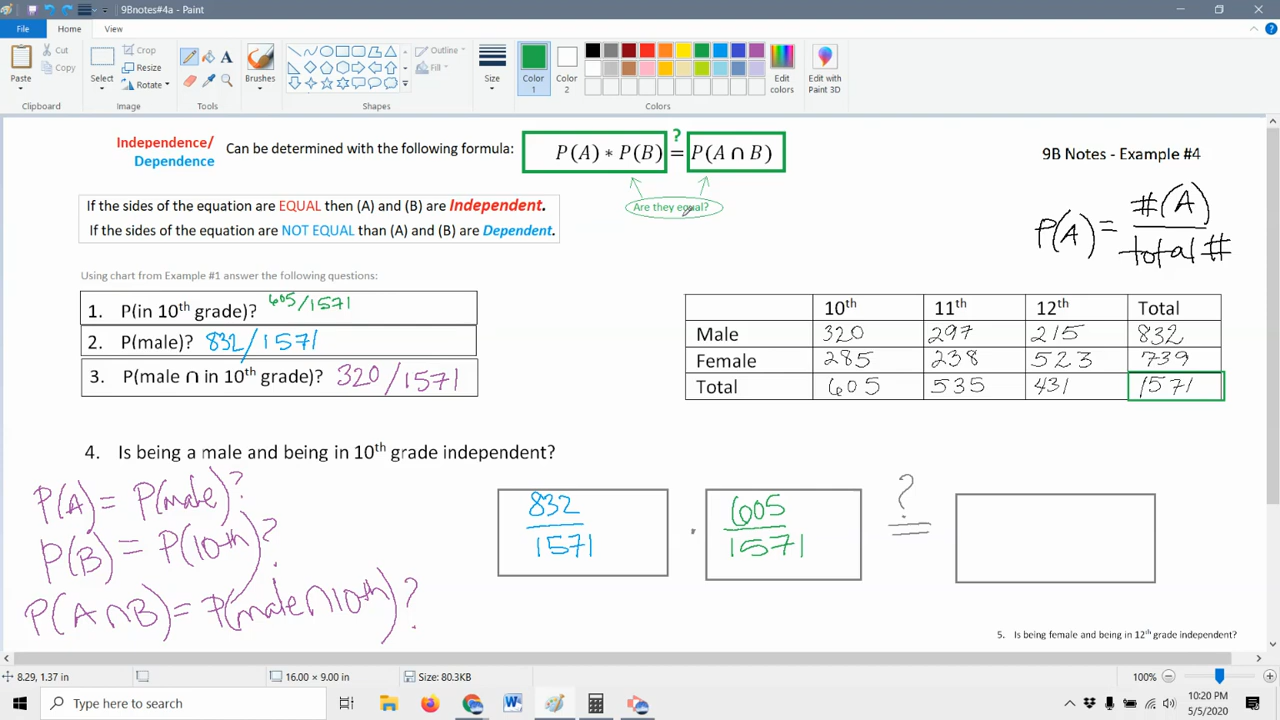 9Bnotes#4a - Paint
File
Home
View
Paste
Cut
Copy
Clipboard
Select
Crop
Resize
Rotate
Image
A
Tools
Brushes
Outline
Fill
Shapes
Size
Color
1
Color
2
Edit
colors
Edit with
Paint 3D
Colors
Independence/
Dependence
Can be determined with the following formula:
P(A) * P(B) = P(A ∩ B)
?
Are they equal?
9B Notes - Example #4
If the sides of the equation are EQUAL then (A) and (B) are Independent.
If the sides of the equation are NOT EQUAL than (A) and (B) are Dependent.
P(A) = #(A)
total #
Using chart from Example #1 answer the following questions:
1. P(in 10th grade)? 605/1571
2. P(male)? 832/1571
3. P(male ∩ in 10th grade)? 320/1571
10th 11th 12th Total
Male 320 297 215 832
Female 285 238 523 739
Total 605 535 431 1571
4. Is being a male and being in 10th grade independent?
P(A) = P(male)?
P(B) = P(10th)?
P(A∩B) = P(male∩10th)?
832
1571
·
605
1571
?
=
5. Is being female and being in 12th grade independent?
8.29, 1.37 in
16.00 × 9.00 in
Size: 80.3KB
100%
Type here to search
10:20 PM
5/5/2020